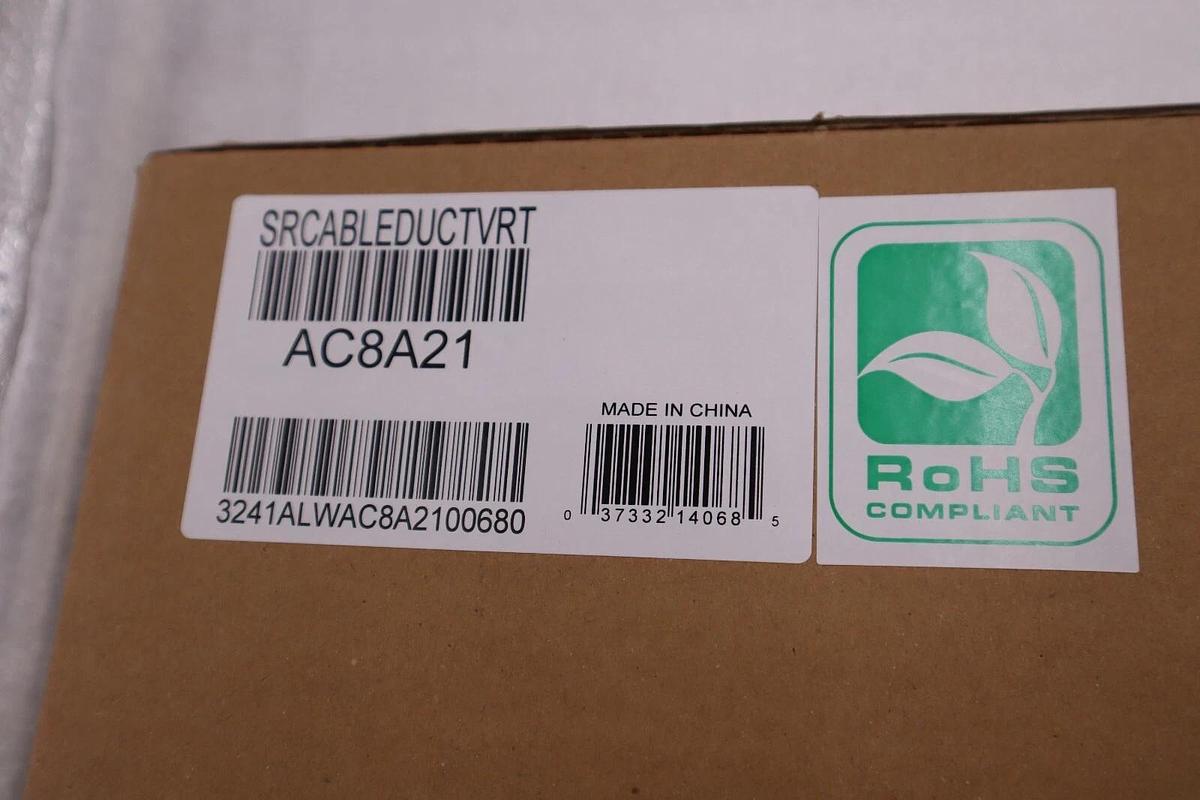 SRCABLEDUCTVRT
AC8A21
MADE IN CHINA
3241ALWAC8A2100680
0 37332 14068 5
RoHS
COMPLIANT